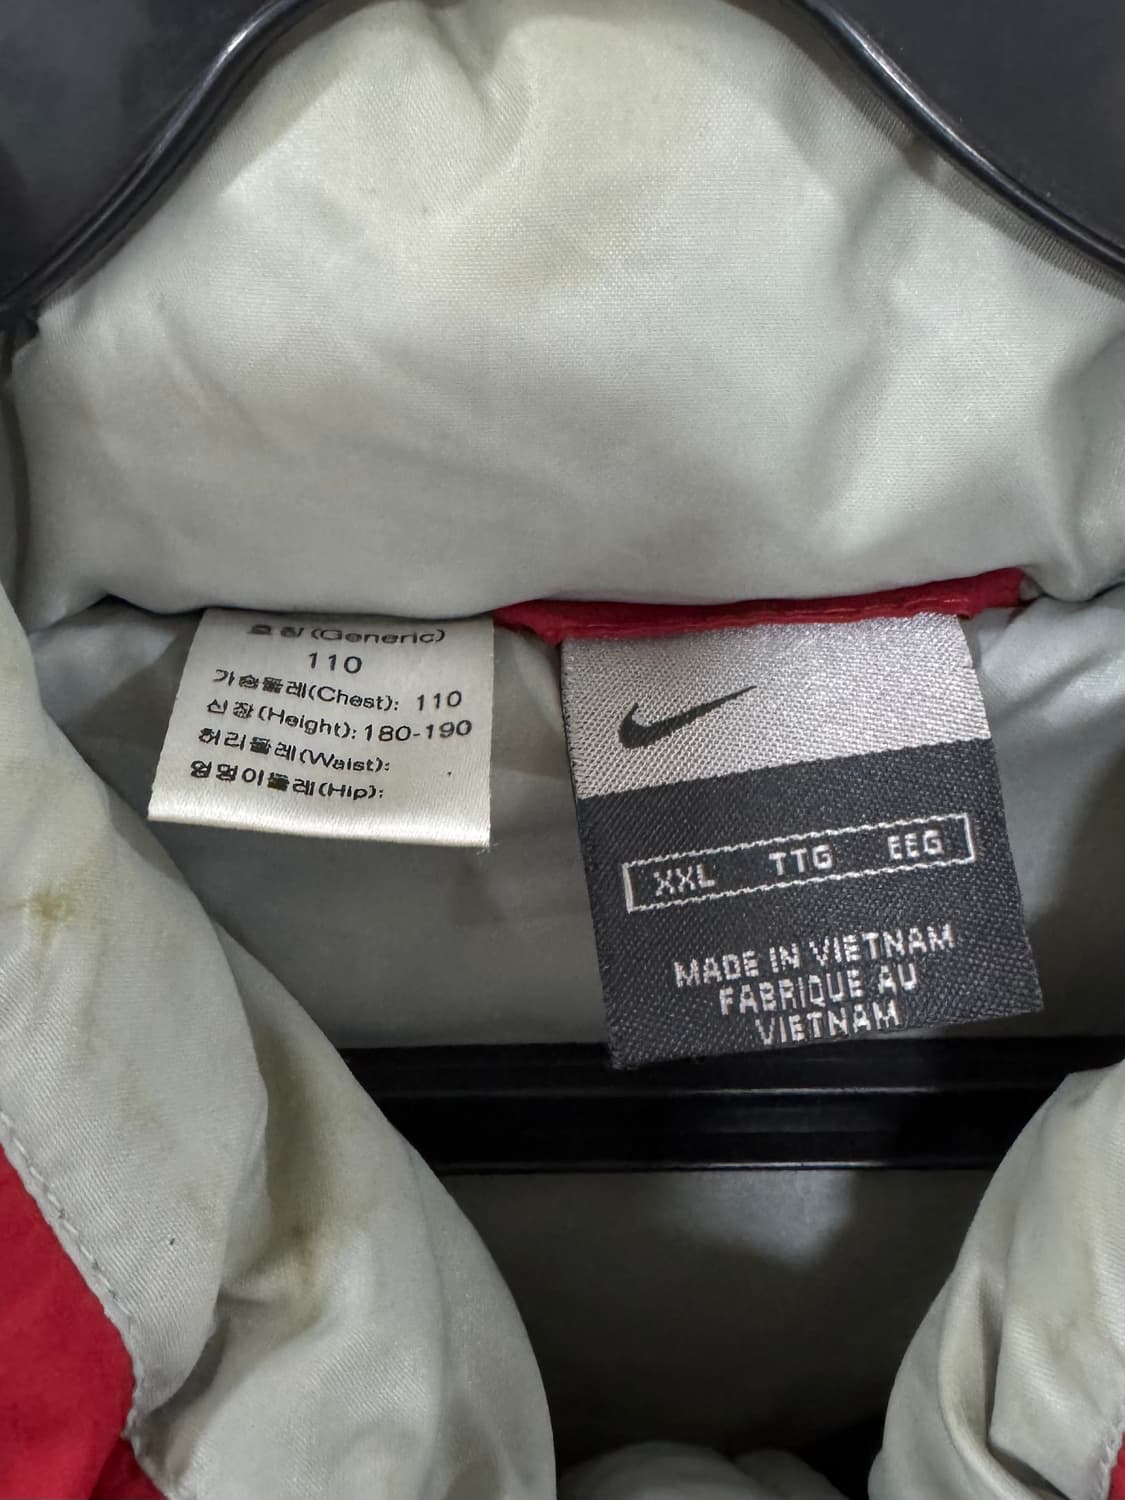 호칭 (Generic)
110
가슴둘레(Chest): 110
신장 (Height): 180-190
허리둘레(Waist):
엉덩이둘레(Hip):
XXL TTG EEG
MADE IN VIETNAM
FABRIQUE AU
VIETNAM